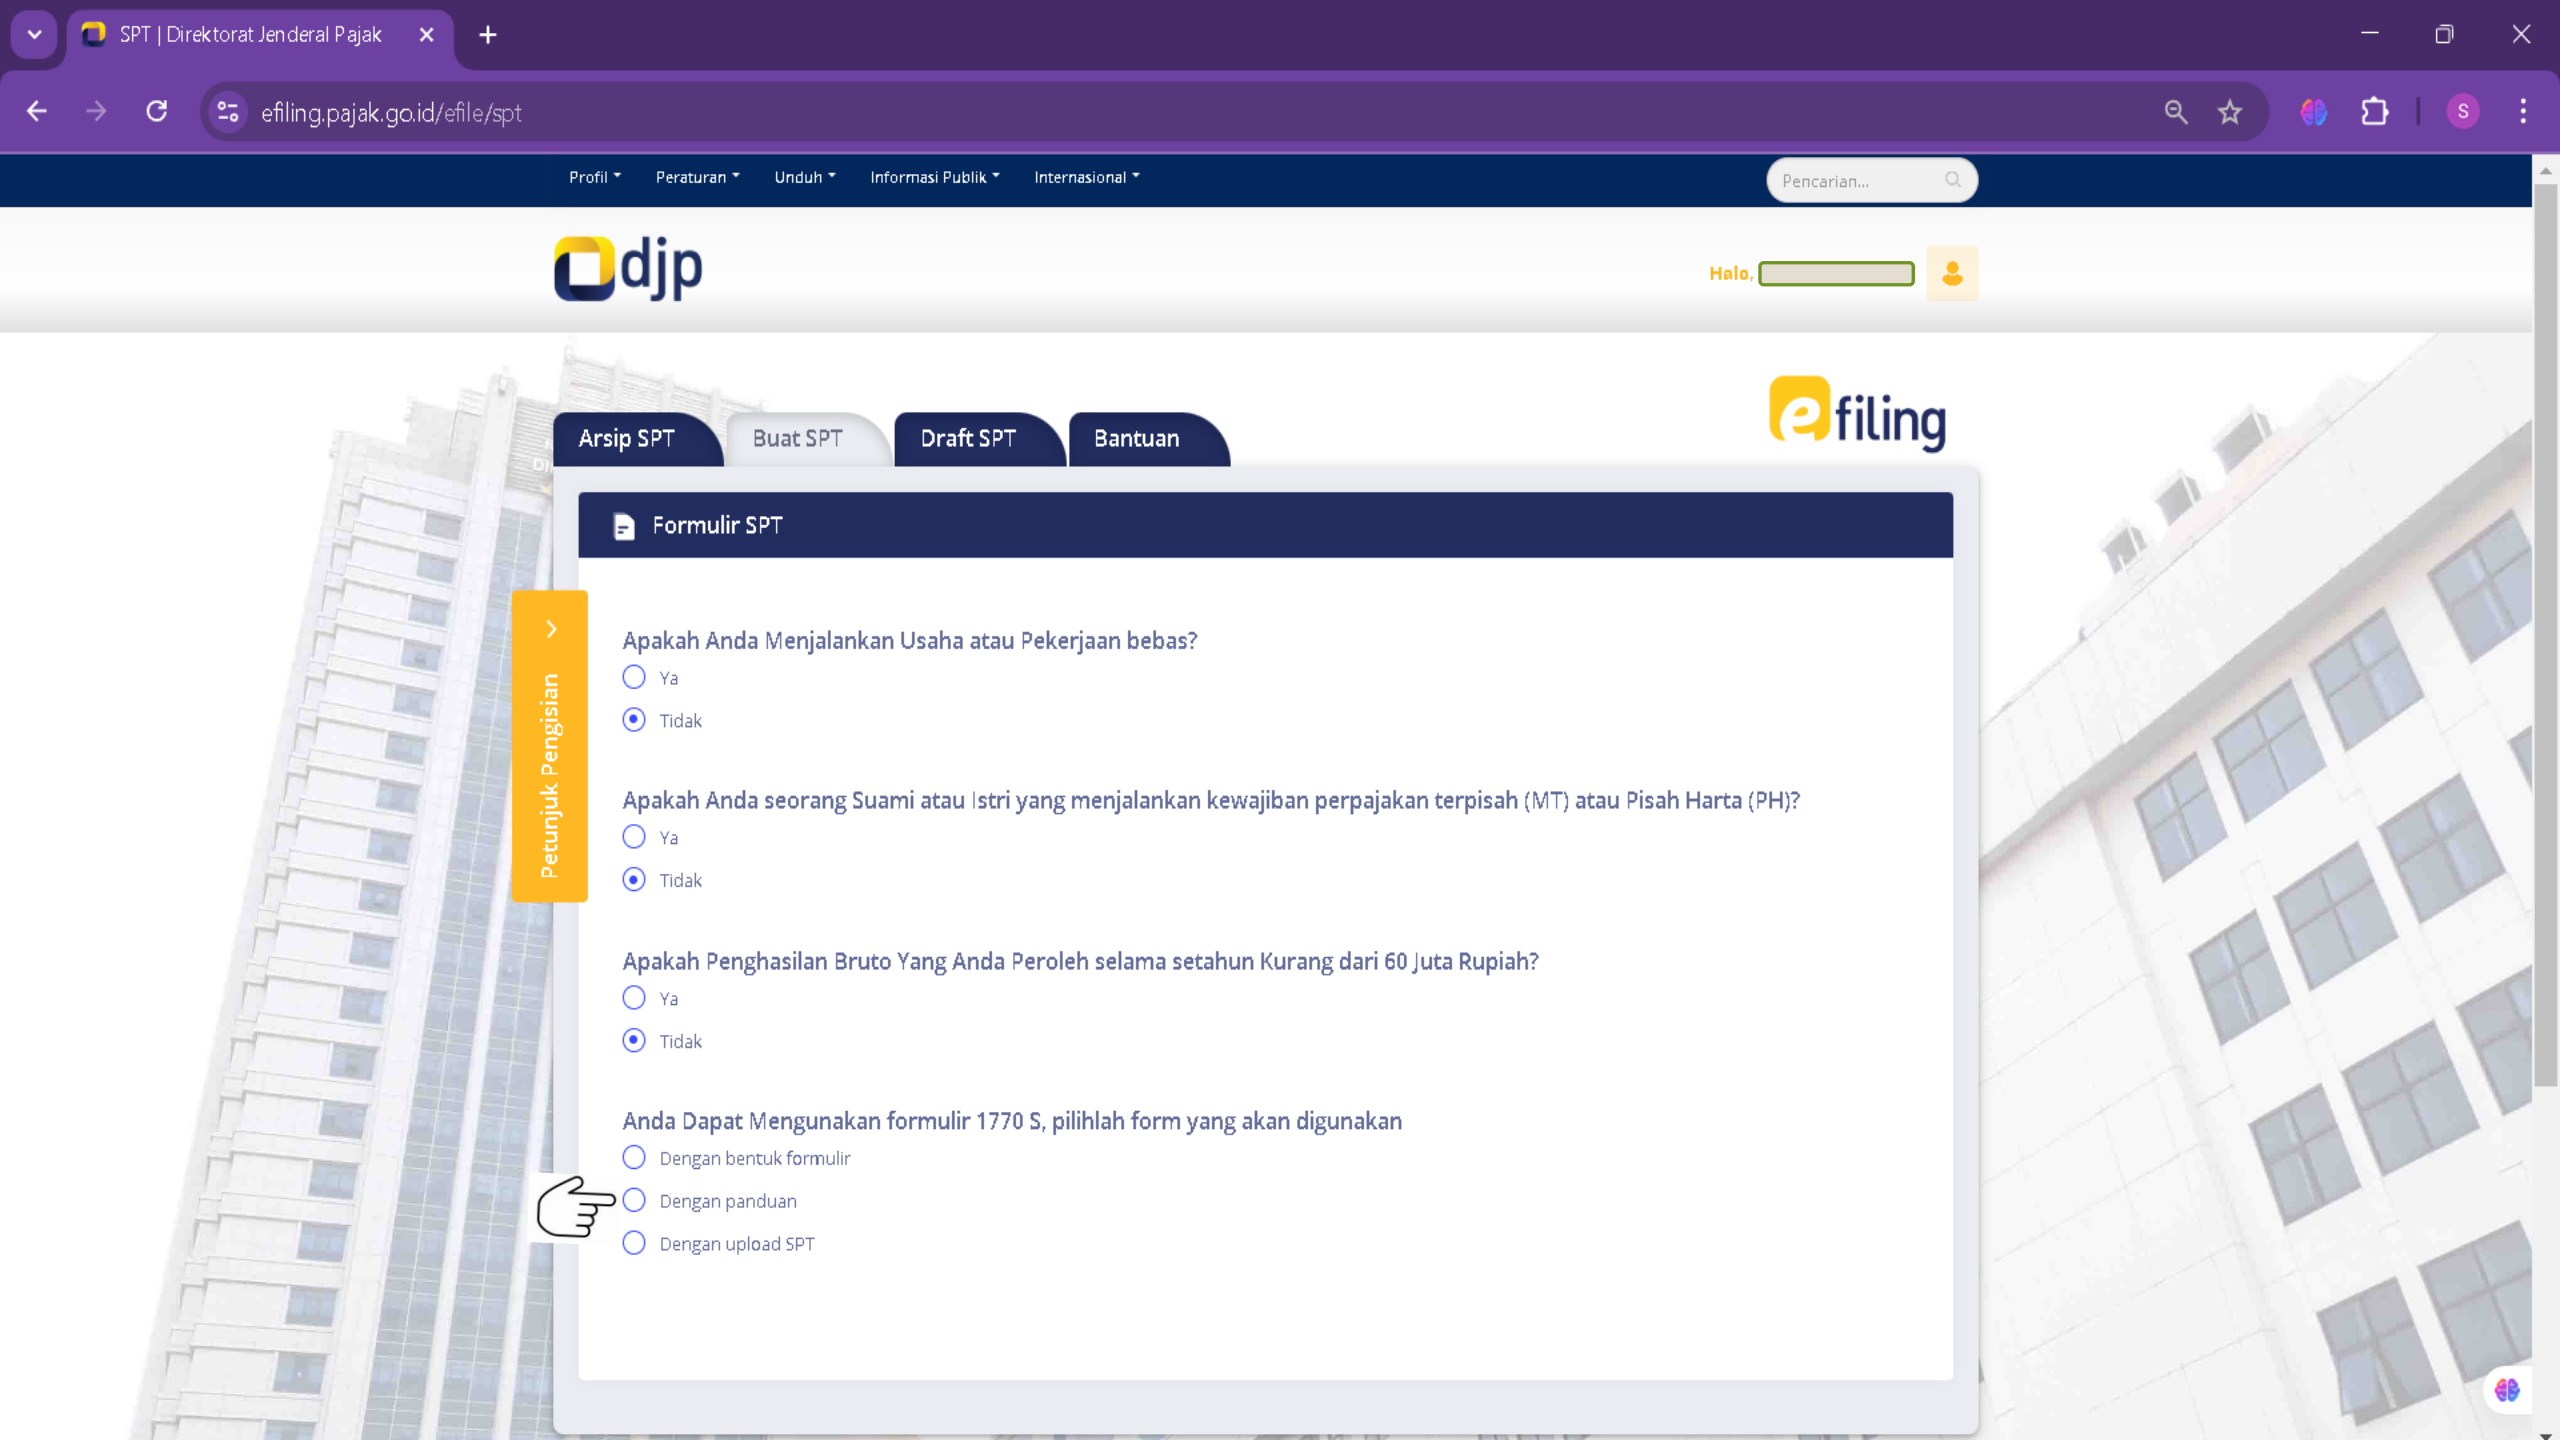 SPT | Direktorat Jenderal Pajak
efiling.pajak.go.id/efile/spt
S
Profil
Peraturan
Unduh
Informasi Publik
Internasional
Pencarian...
djp
Halo,
efiling
Arsip SPT
Buat SPT
Draft SPT
Bantuan
Formulir SPT
Petunjuk Pengisian
Apakah Anda Menjalankan Usaha atau Pekerjaan bebas?
Ya
Tidak
Apakah Anda seorang Suami atau Istri yang menjalankan kewajiban perpajakan terpisah (MT) atau Pisah Harta (PH)?
Ya
Tidak
Apakah Penghasilan Bruto Yang Anda Peroleh selama setahun Kurang dari 60 Juta Rupiah?
Ya
Tidak
Anda Dapat Mengunakan formulir 1770 S, pilihlah form yang akan digunakan
Dengan bentuk formulir
Dengan panduan
Dengan upload SPT